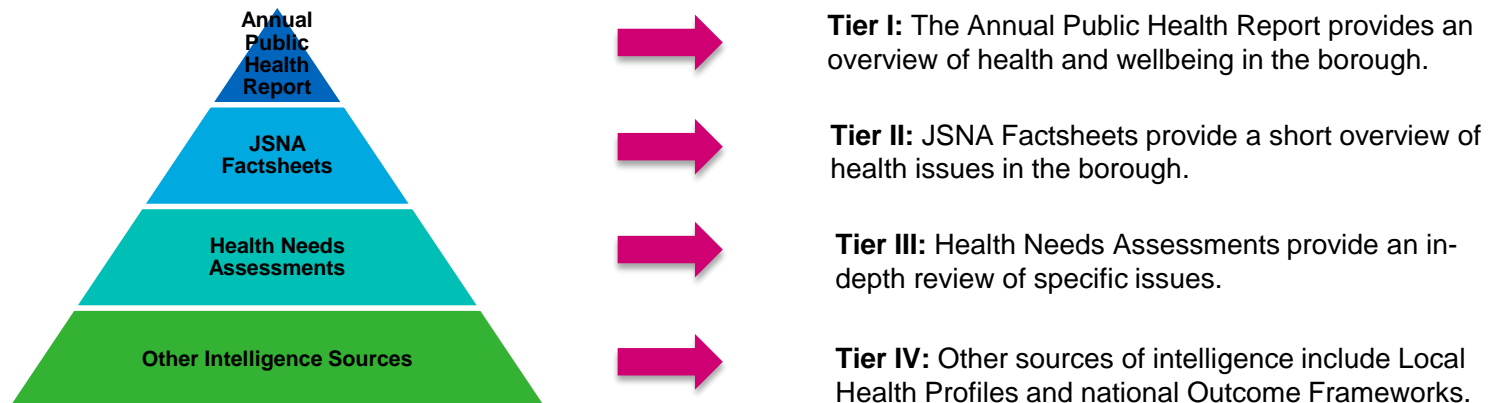 Annual
Public
Health
Report
Tier I: The Annual Public Health Report provides an
overview of health and wellbeing in the borough.
JSNA
Factsheets
Tier II: JSNA Factsheets provide a short overview of
health issues in the borough.
Health Needs
Assessments
Tier III: Health Needs Assessments provide an in-
depth review of specific issues.
Other Intelligence Sources
Tier IV: Other sources of intelligence include Local
Health Profiles and national Outcome Frameworks.